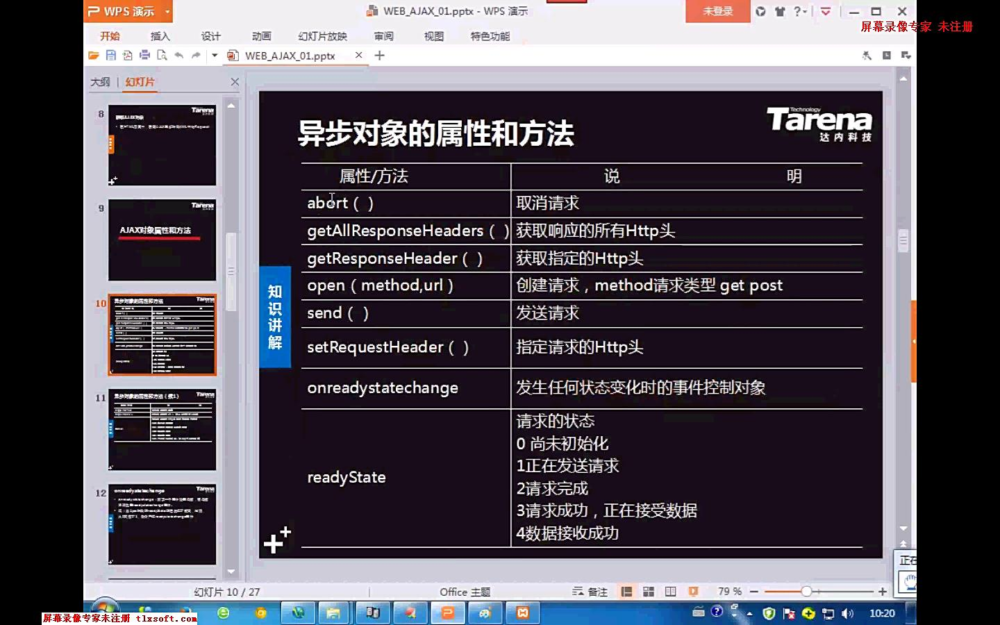 WPS 演示
WEB_AJAX_01.pptx - WPS 演示
未登录
屏幕录像专家 未注册
开始 插入 设计 动画 幻灯片放映 审阅 视图 特色功能
WEB_AJAX_01.pptx
大纲 幻灯片
8
Tarena
9
Tarena
AJAX对象属性和方法
10
异步对象的属性和方法
Tarena
11
异步对象的属性和方法（续1）
Tarena
12
onreadystatechange
Tarena
异步对象的属性和方法
Technology
Tarena
达内科技
知识讲解
属性/方法 说 明
abort（ ） 取消请求
getAllResponseHeaders（ ） 获取响应的所有Http头
getResponseHeader（ ） 获取指定的Http头
open（method,url） 创建请求，method请求类型 get post
send（ ） 发送请求
setRequestHeader（ ） 指定请求的Http头
onreadystatechange 发生任何状态变化时的事件控制对象
readyState 请求的状态
0 尚未初始化
1正在发送请求
2请求完成
3请求成功，正在接受数据
4数据接收成功
正在
幻灯片 10 / 27 Office 主题 备注 79 %
10:20
屏幕录像专家未注册 tlxsoft.com